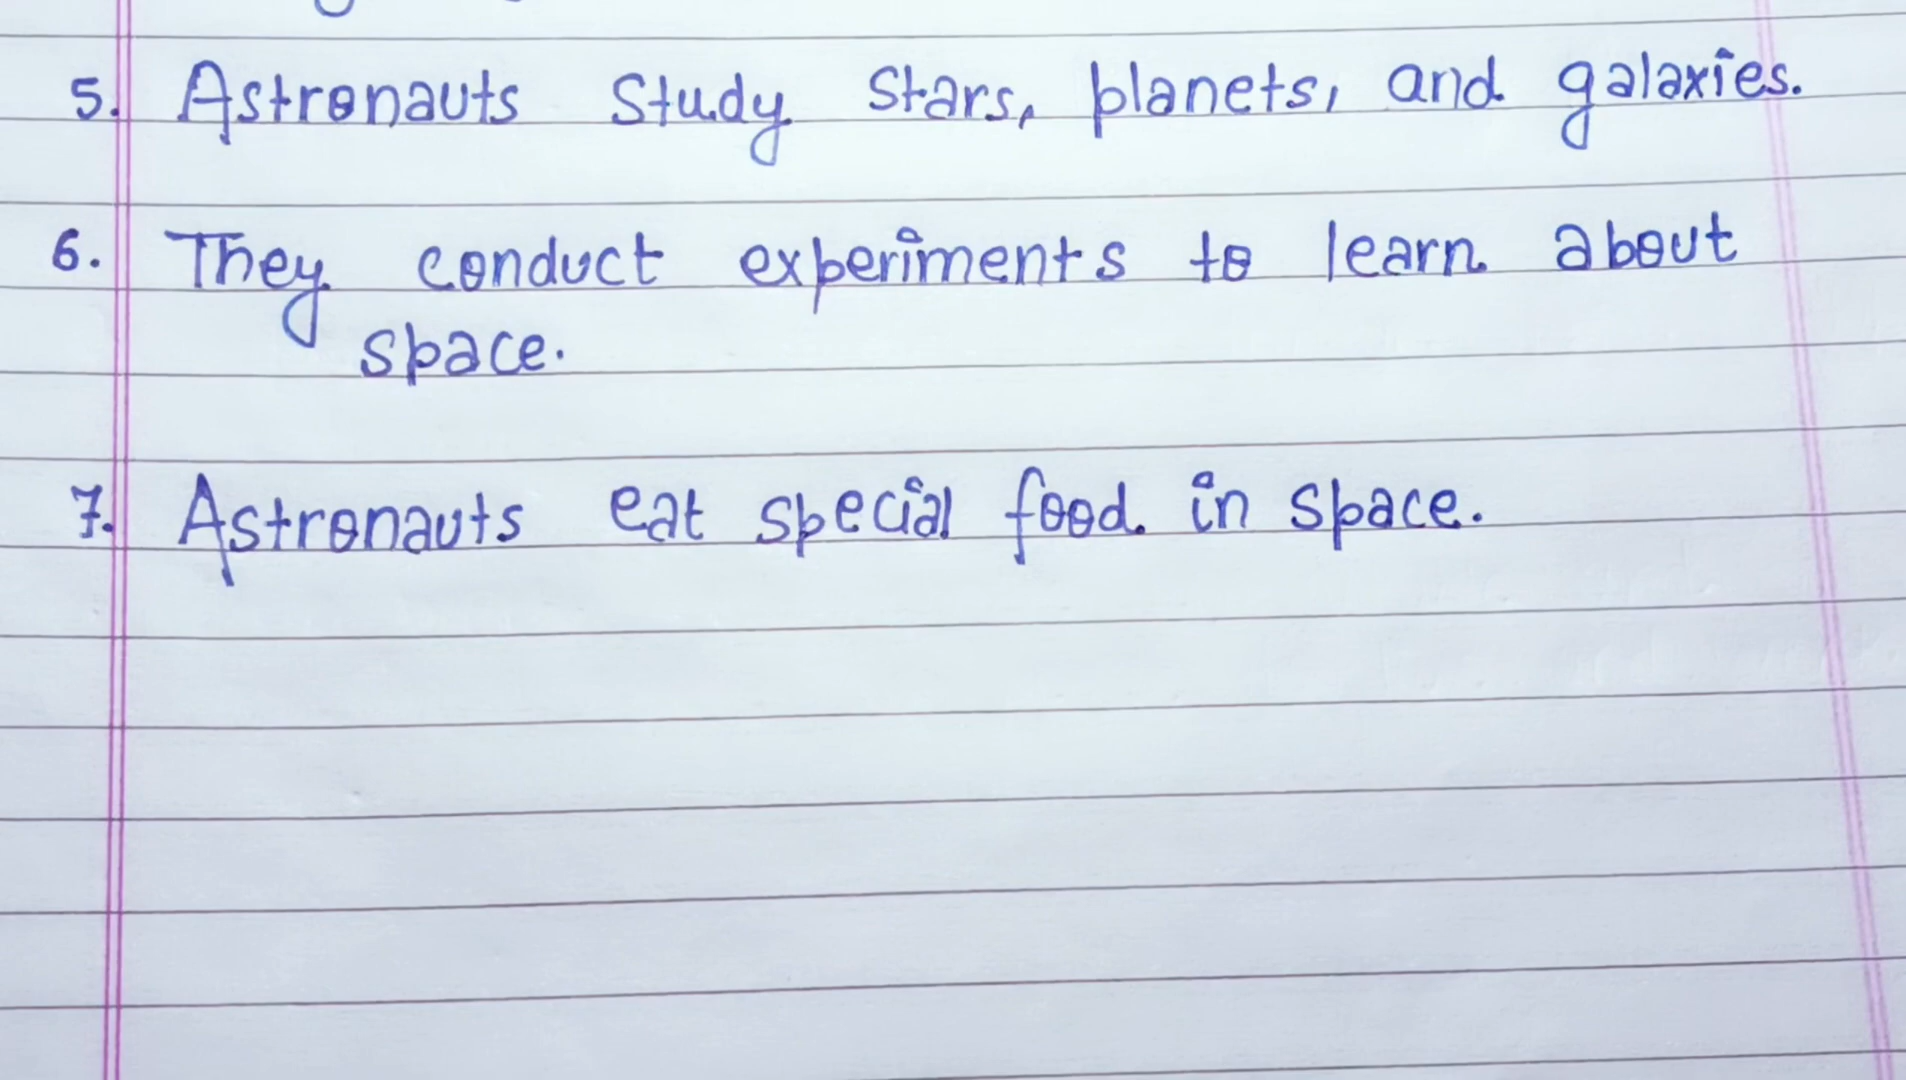 5. Astronauts study stars, planets, and galaxies.
6. They conduct experiments to learn about
space.
7. Astronauts eat special food in space.